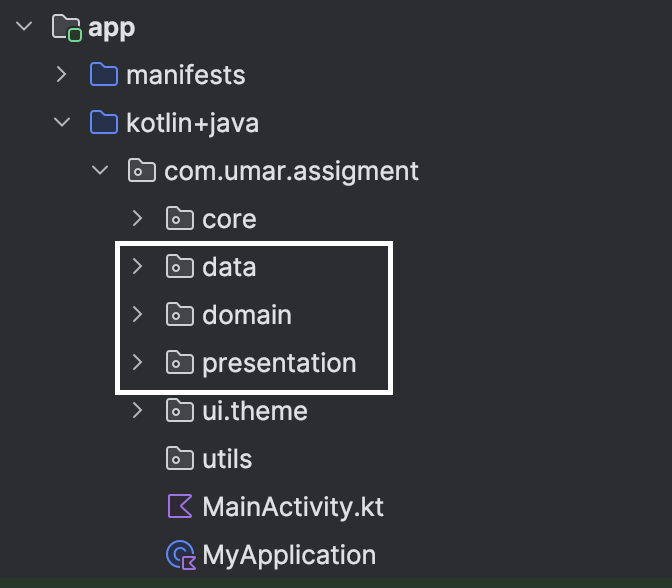 app
manifests
kotlin+java
com.umar.assigment
core
data
domain
presentation
ui.theme
utils
MainActivity.kt
MyApplication